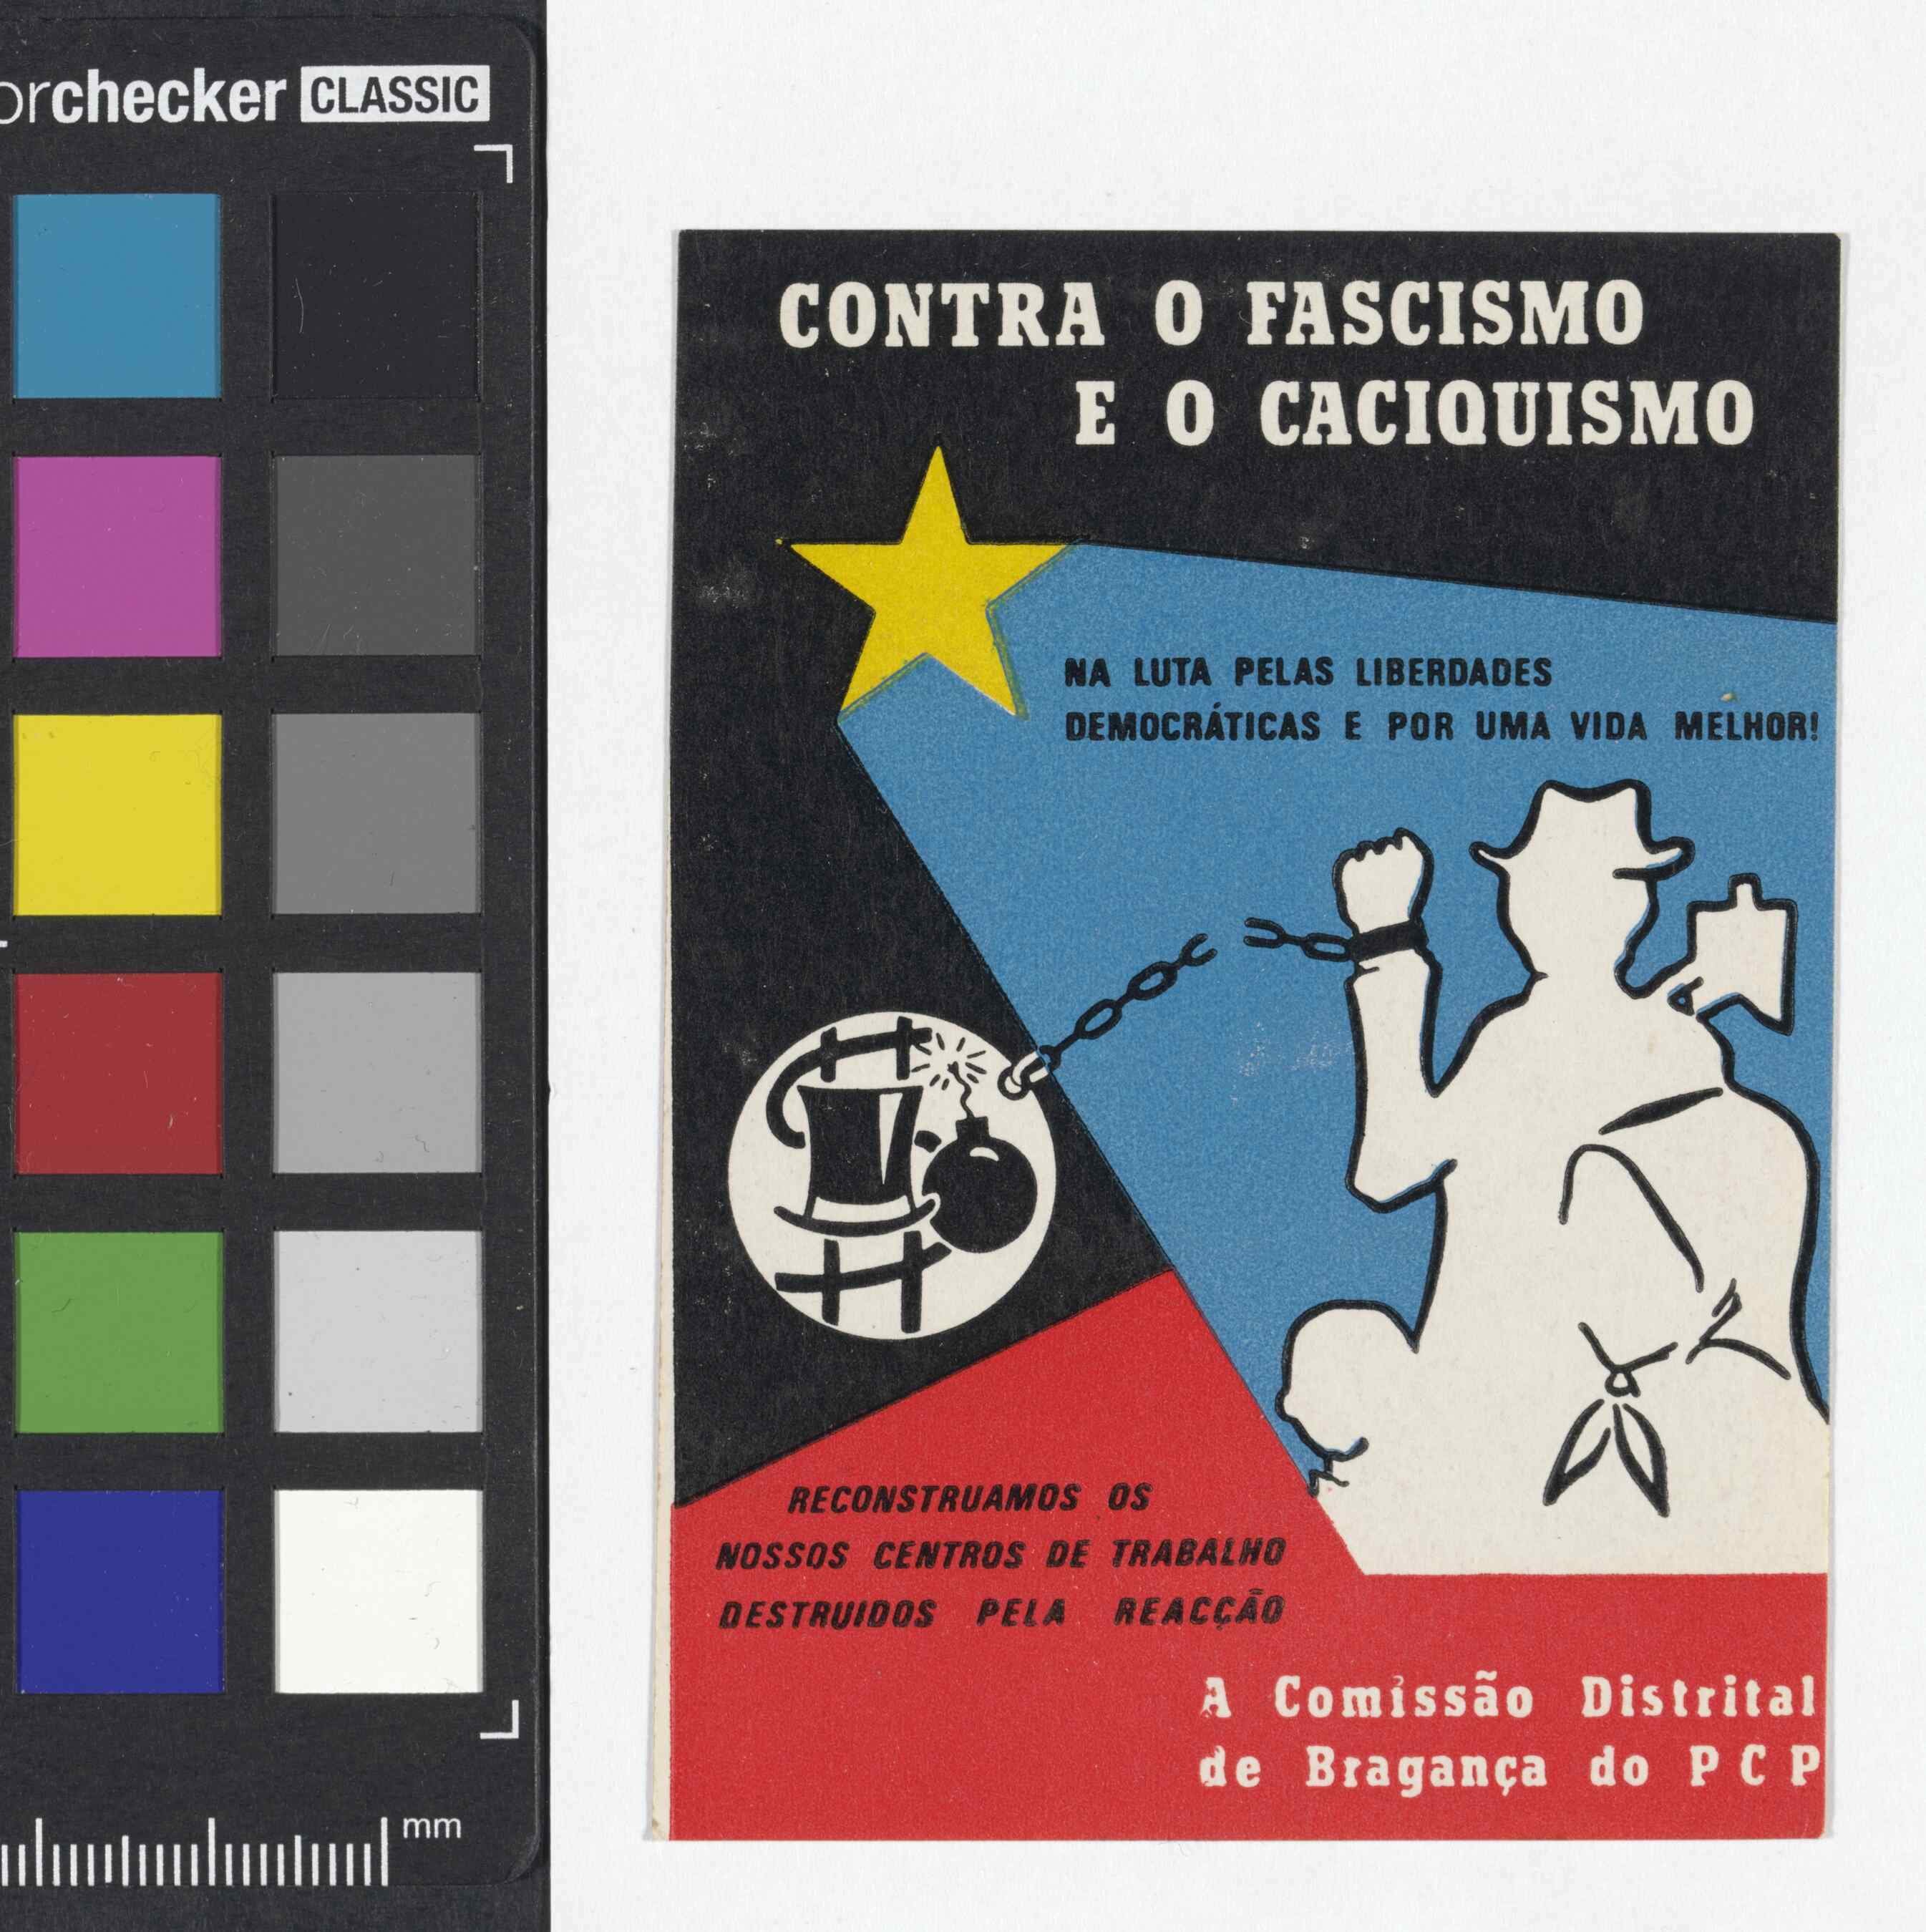 orchecker CLASSIC
CONTRA O FASCISMO
E O CACIQUISMO
NA LUTA PELAS LIBERDADES
DEMOCRÁTICAS E POR UMA VIDA MELHOR!
RECONSTRUAMOS OS
NOSSOS CENTROS DE TRABALHO
DESTRUIDOS PELA REACÇÃO
A Comissão Distrital
de Bragança do P C P
mm